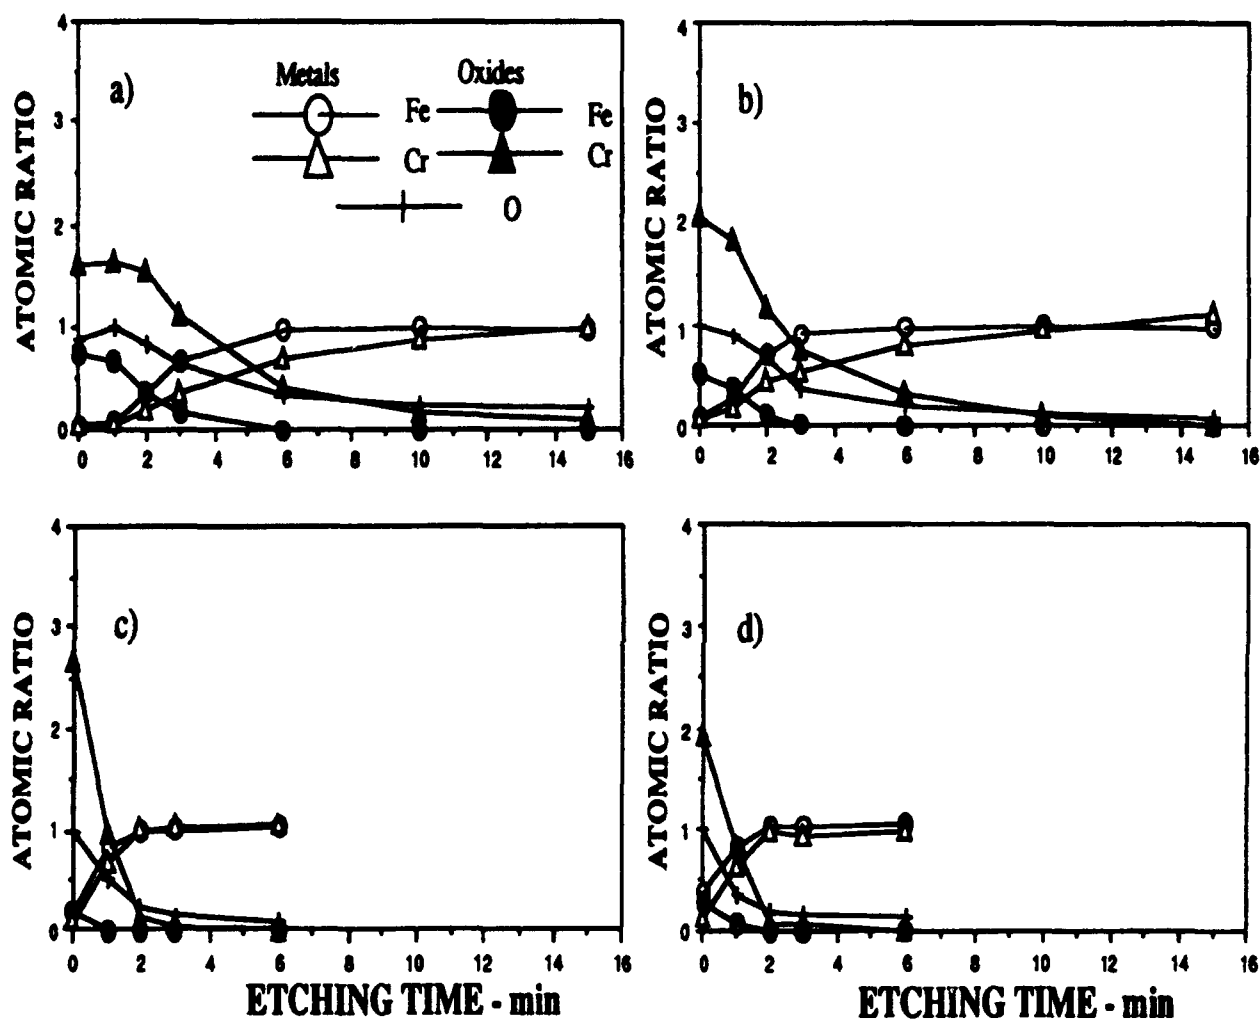 a)
Metals Oxides
Fe Fe
Cr Cr
O
ATOMIC RATIO
4
3
2
1
0
0 2 4 6 8 10 12 14 16
b)
ATOMIC RATIO
4
3
2
1
0
0 2 4 6 8 10 12 14 16
c)
ATOMIC RATIO
4
3
2
1
0
0 2 4 6 8 10 12 14 16
ETCHING TIME - min
d)
ATOMIC RATIO
4
3
2
1
0
0 2 4 6 8 10 12 14 16
ETCHING TIME - min